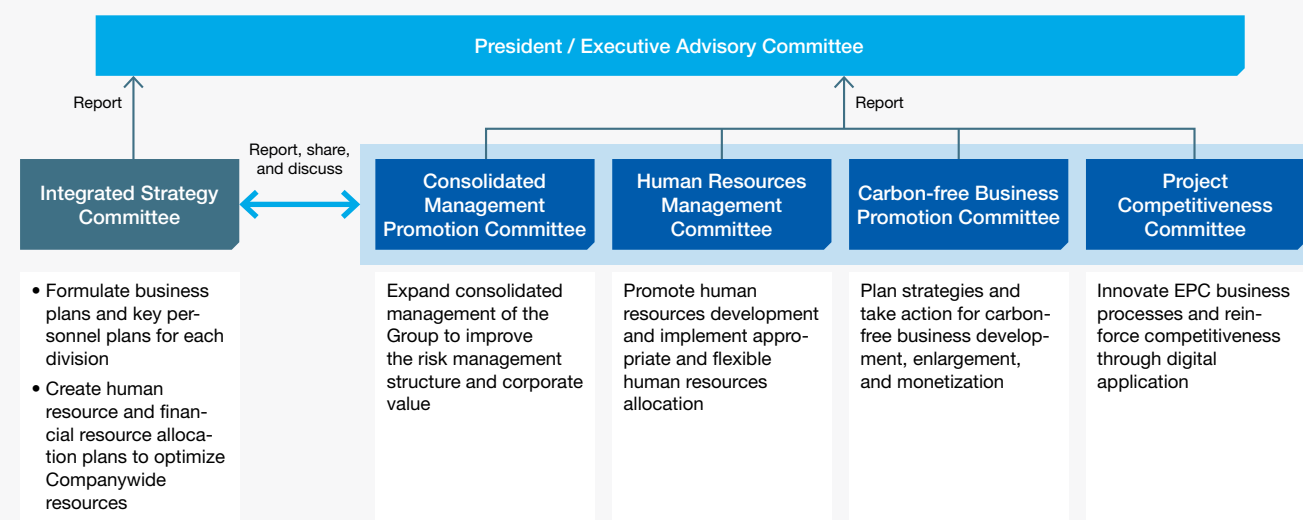 President / Executive Advisory Committee
Report
Report
Report, share,
and discuss
Integrated Strategy
Committee
Consolidated
Management
Promotion Committee
Human Resources
Management
Committee
Carbon-free Business
Promotion Committee
Project
Competitiveness
Committee
• Formulate business
plans and key per-
sonnel plans for each
division
• Create human
resource and finan-
cial resource alloca-
tion plans to optimize
Companywide
resources
Expand consolidated
management of the
Group to improve
the risk management
structure and corporate
value
Promote human
resources development
and implement appro-
priate and flexible
human resources
allocation
Plan strategies and
take action for carbon-
free business develop-
ment, enlargement,
and monetization
Innovate EPC business
processes and rein-
force competitiveness
through digital
application